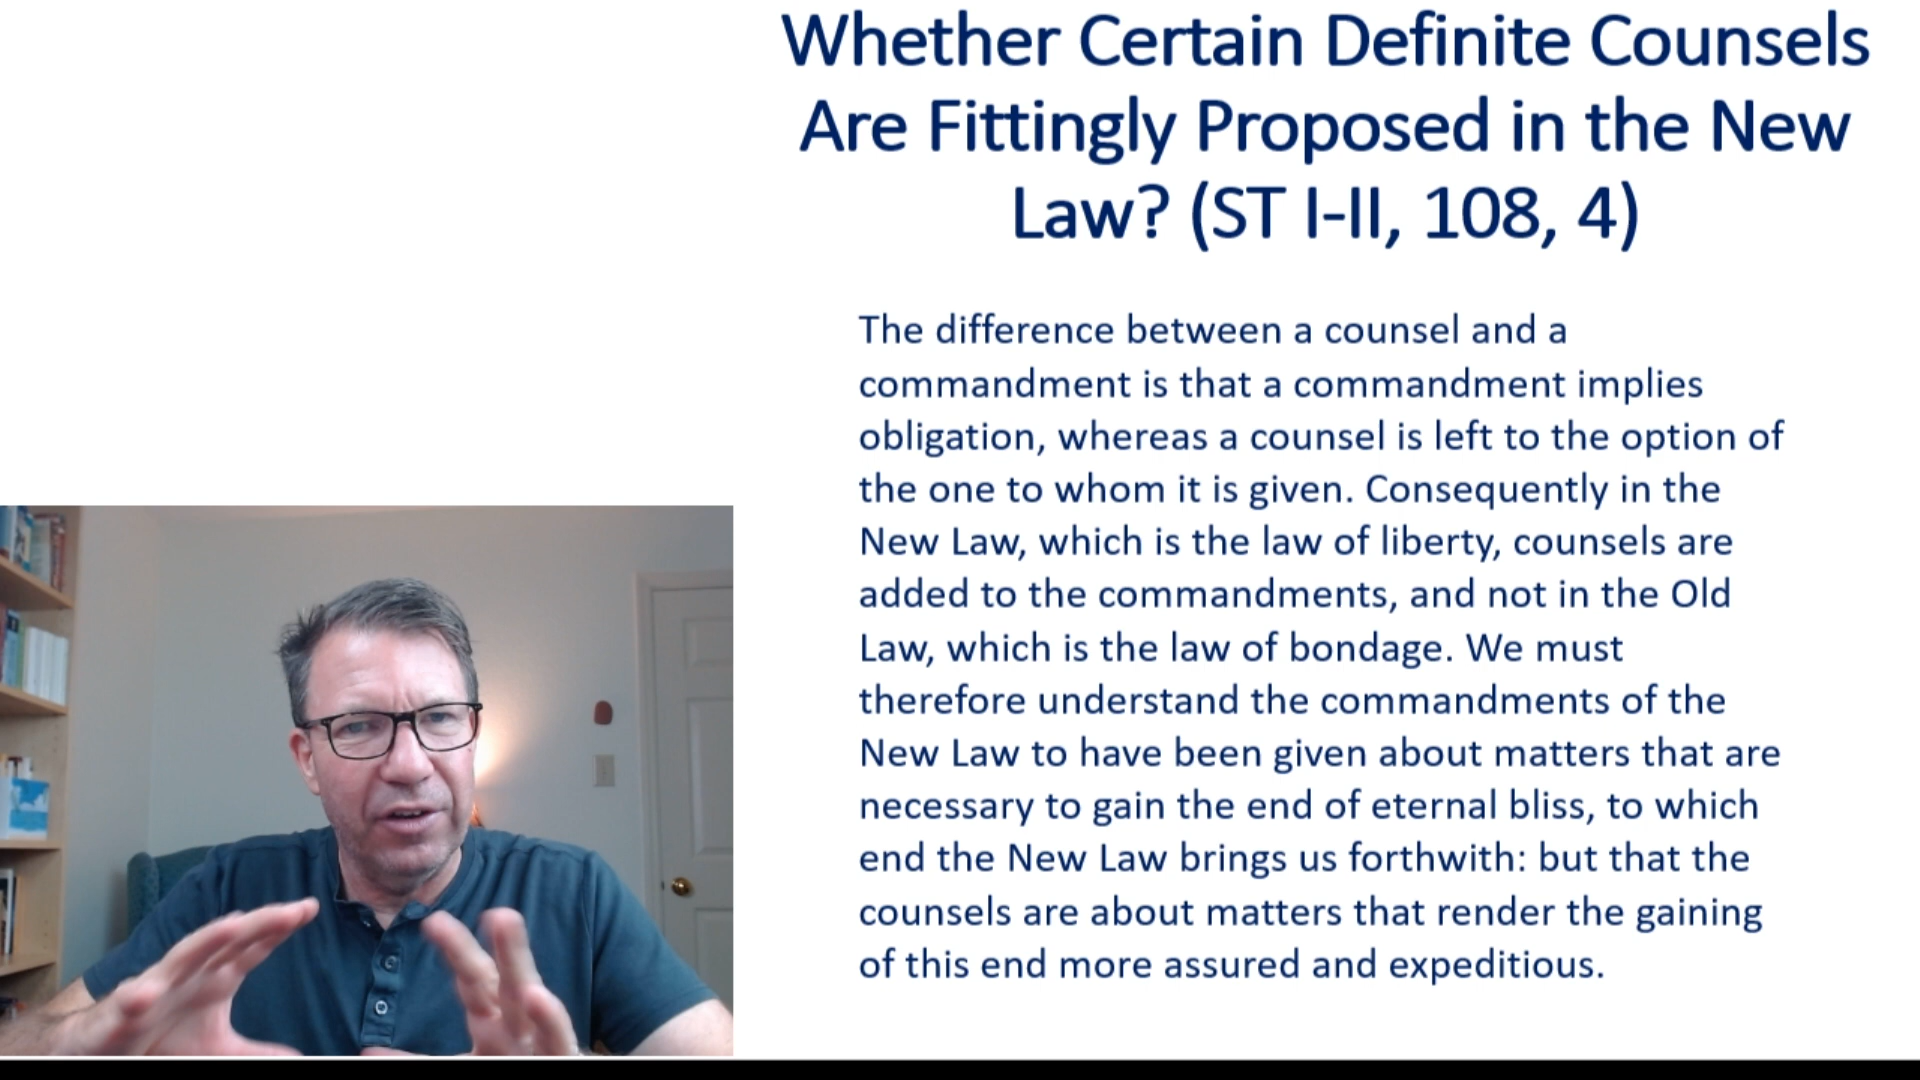 Whether Certain Definite Counsels
Are Fittingly Proposed in the New
Law? (ST I-II, 108, 4)
The difference between a counsel and a
commandment is that a commandment implies
obligation, whereas a counsel is left to the option of
the one to whom it is given. Consequently in the
New Law, which is the law of liberty, counsels are
added to the commandments, and not in the Old
Law, which is the law of bondage. We must
therefore understand the commandments of the
New Law to have been given about matters that are
necessary to gain the end of eternal bliss, to which
end the New Law brings us forthwith: but that the
counsels are about matters that render the gaining
of this end more assured and expeditious.